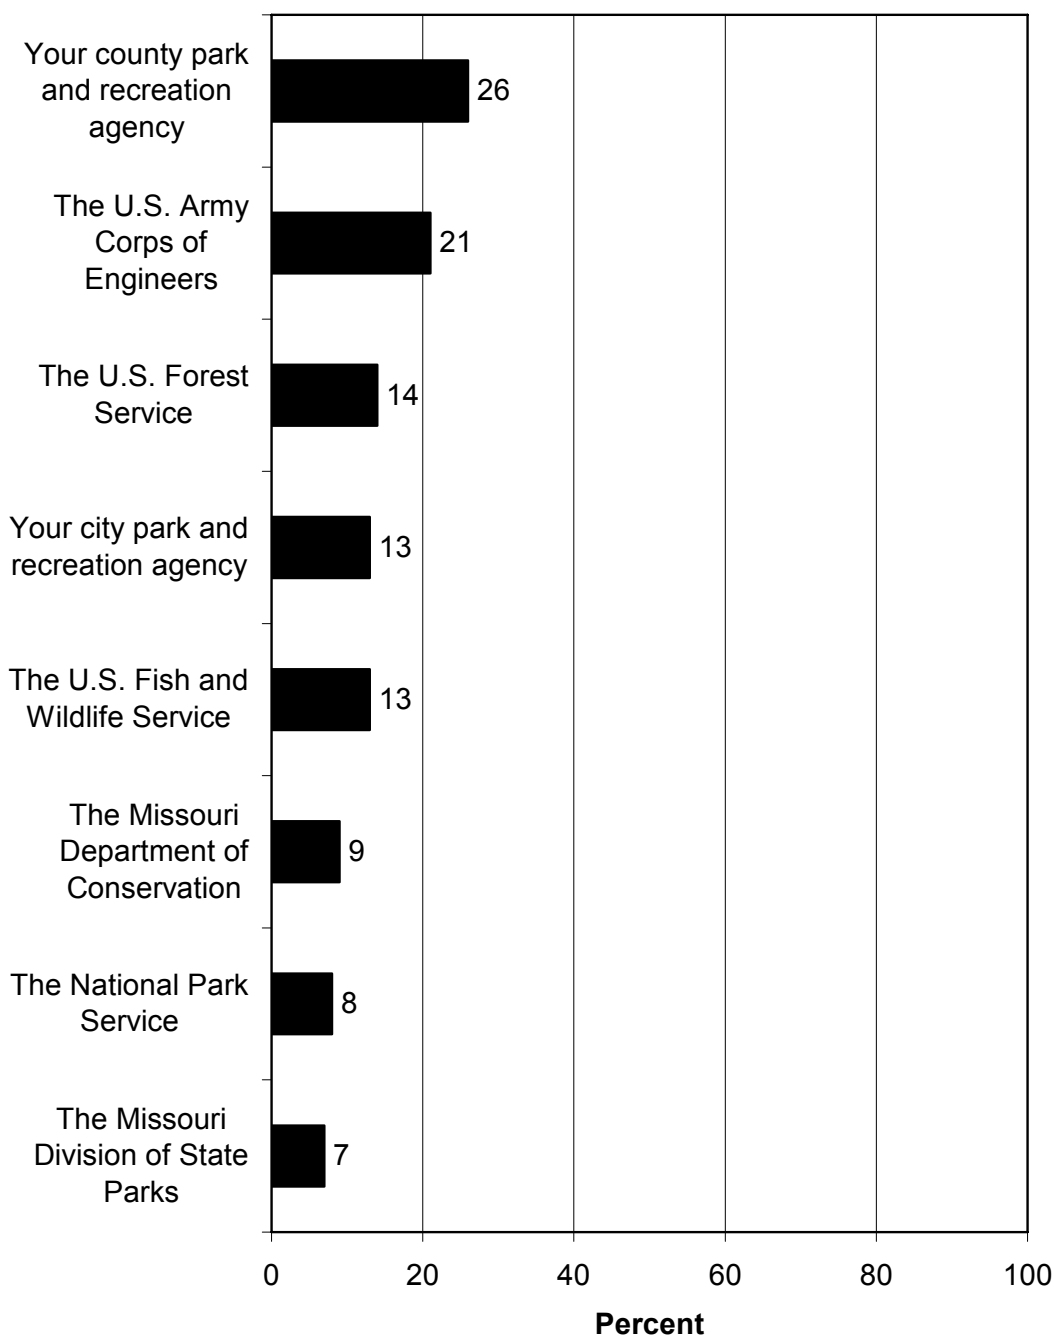 Your county park
and recreation
agency
26
The U.S. Army
Corps of
Engineers
21
The U.S. Forest
Service
14
Your city park and
recreation agency
13
The U.S. Fish and
Wildlife Service
13
The Missouri
Department of
Conservation
9
The National Park
Service
8
The Missouri
Division of State
Parks
7
0 20 40 60 80 100
Percent